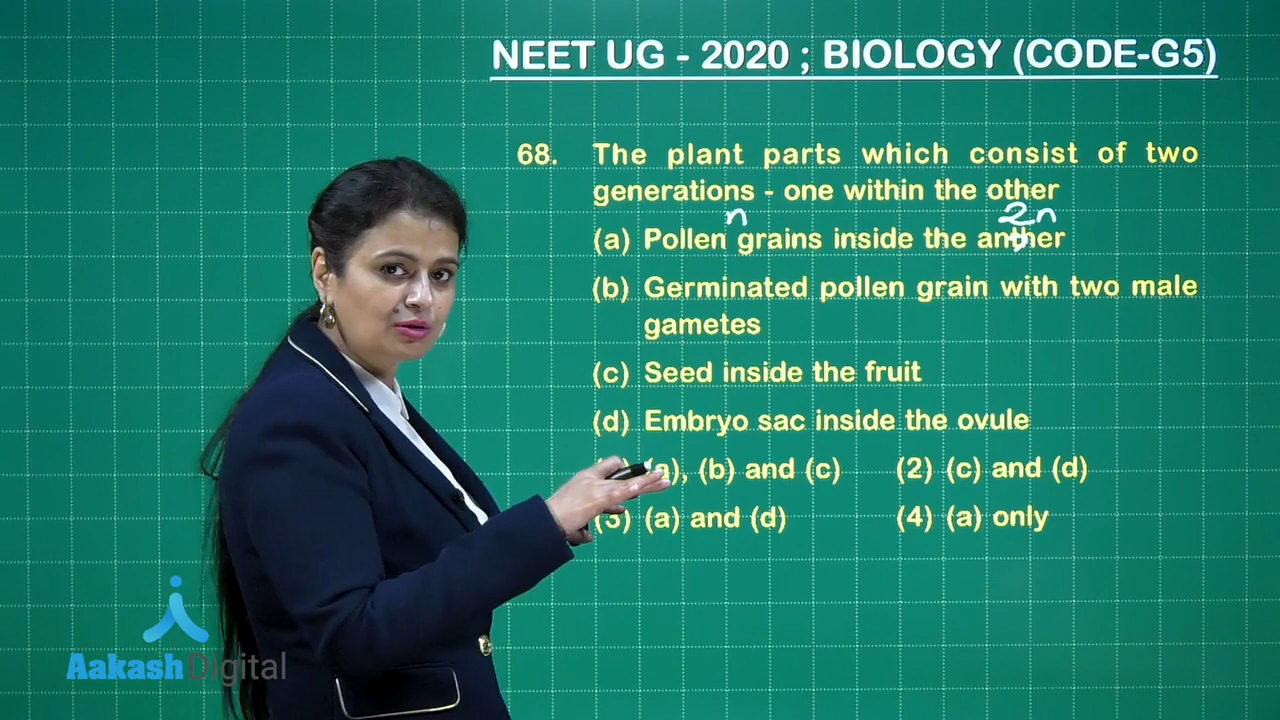 NEET UG - 2020 ; BIOLOGY (CODE-G5)
68. The plant parts which consist of two
generations - one within the other
n 2n
(a) Pollen grains inside the anther
(b) Germinated pollen grain with two male
gametes
(c) Seed inside the fruit
(d) Embryo sac inside the ovule
(a), (b) and (c) (2) (c) and (d)
(3) (a) and (d) (4) (a) only
Aakash Digital